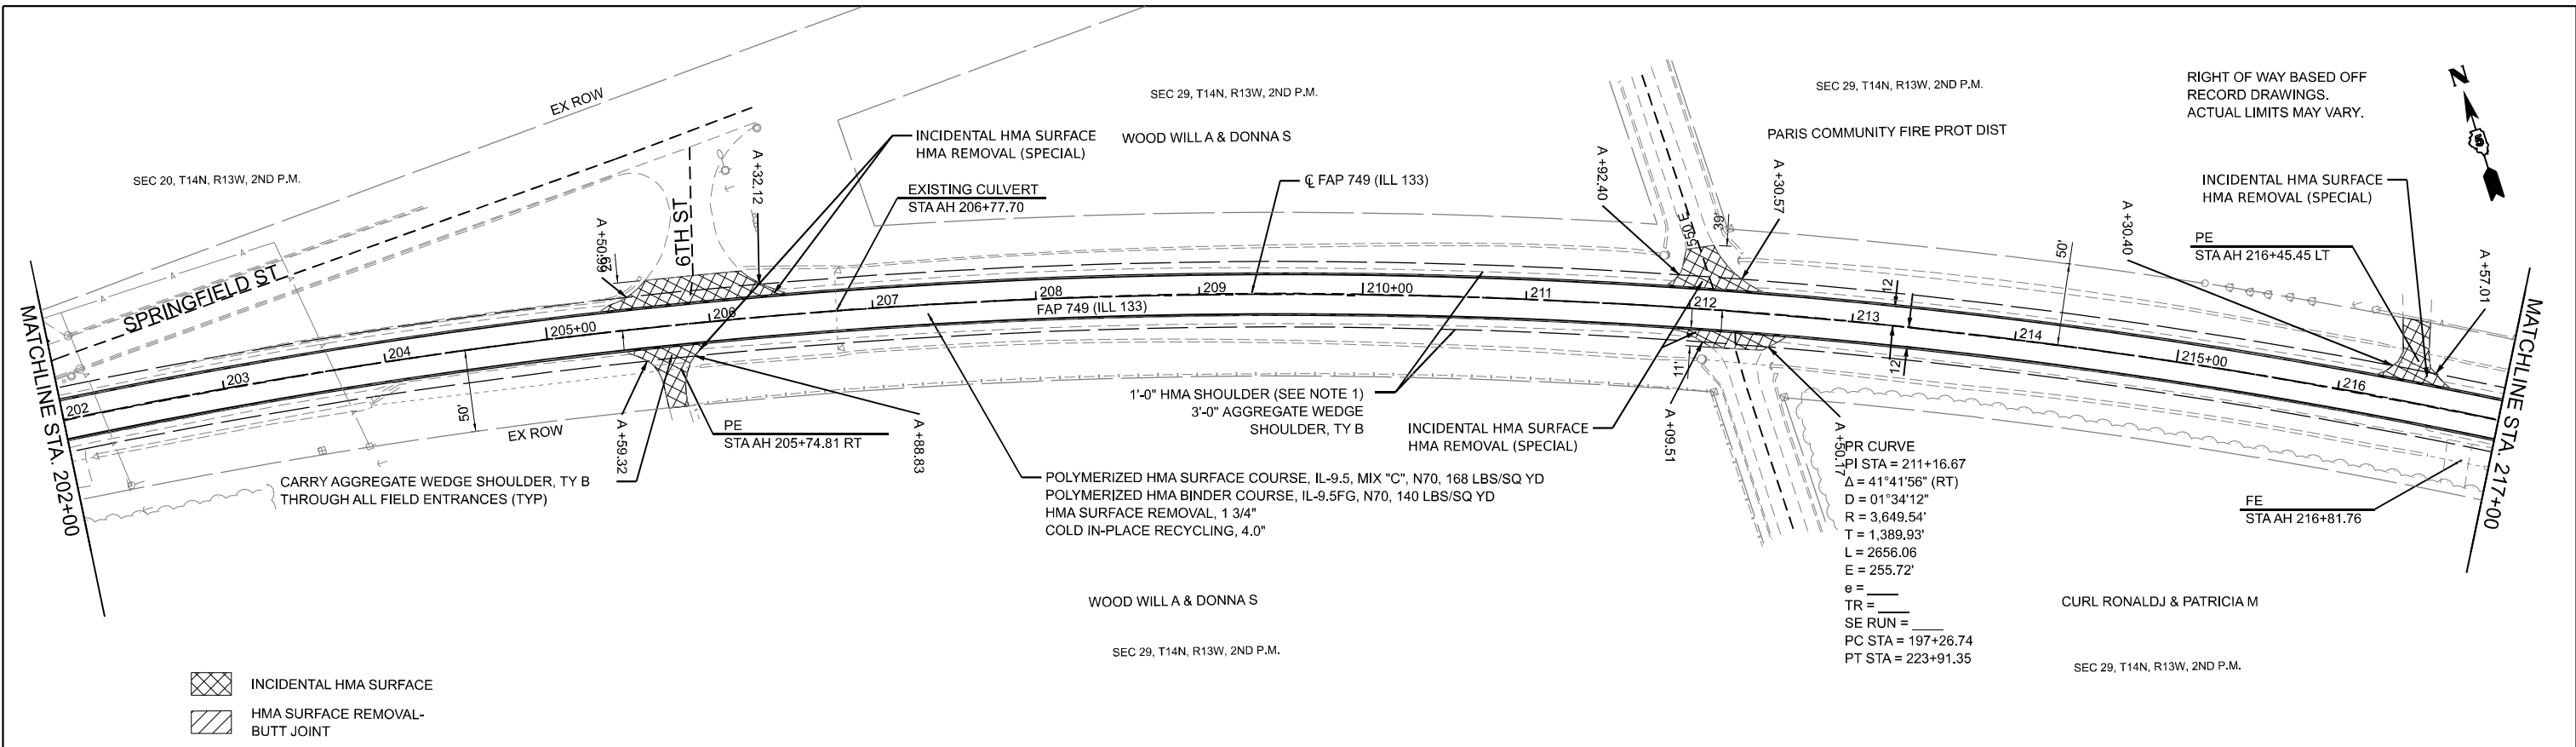 EX ROW
SEC 20, T14N, R13W, 2ND P.M.
SPRINGFIELD ST
6TH ST
SEC 29, T14N, R13W, 2ND P.M.
WOOD WILL A & DONNA S
INCIDENTAL HMA SURFACE
HMA REMOVAL (SPECIAL)
EXISTING CULVERT
STA AH 206+77.70
℄ FAP 749 (ILL 133)
A +50.99
29'
A +32.12
A +92.40
1550 E
39'
A +30.57
SEC 29, T14N, R13W, 2ND P.M.
PARIS COMMUNITY FIRE PROT DIST
RIGHT OF WAY BASED OFF
RECORD DRAWINGS.
ACTUAL LIMITS MAY VARY.
N
5
INCIDENTAL HMA SURFACE
HMA REMOVAL (SPECIAL)
PE
STA AH 216+45.45 LT
A +30.40
A +57.01
50'
12'
12'
MATCHLINE STA. 202+00
202
203
204
205+00
206
207
208
209
210+00
211
212
213
214
215+00
216
FAP 749 (ILL 133)
MATCHLINE STA. 217+00
50'
EX ROW
A +59.32
PE
STA AH 205+74.81 RT
A +88.83
CARRY AGGREGATE WEDGE SHOULDER, TY B
THROUGH ALL FIELD ENTRANCES (TYP)
1'-0" HMA SHOULDER (SEE NOTE 1)
3'-0" AGGREGATE WEDGE
SHOULDER, TY B
INCIDENTAL HMA SURFACE
HMA REMOVAL (SPECIAL)
11'
A +09.51
A +50.17
POLYMERIZED HMA SURFACE COURSE, IL-9.5, MIX "C", N70, 168 LBS/SQ YD
POLYMERIZED HMA BINDER COURSE, IL-9.5FG, N70, 140 LBS/SQ YD
HMA SURFACE REMOVAL, 1 3/4"
COLD IN-PLACE RECYCLING, 4.0"
PR CURVE
PI STA = 211+16.67
Δ = 41°41'56" (RT)
D = 01°34'12"
R = 3,649.54'
T = 1,389.93'
L = 2656.06
E = 255.72'
e = ____
TR = ____
SE RUN = ____
PC STA = 197+26.74
PT STA = 223+91.35
FE
STA AH 216+81.76
WOOD WILL A & DONNA S
SEC 29, T14N, R13W, 2ND P.M.
CURL RONALDJ & PATRICIA M
SEC 29, T14N, R13W, 2ND P.M.
INCIDENTAL HMA SURFACE
HMA SURFACE REMOVAL-
BUTT JOINT